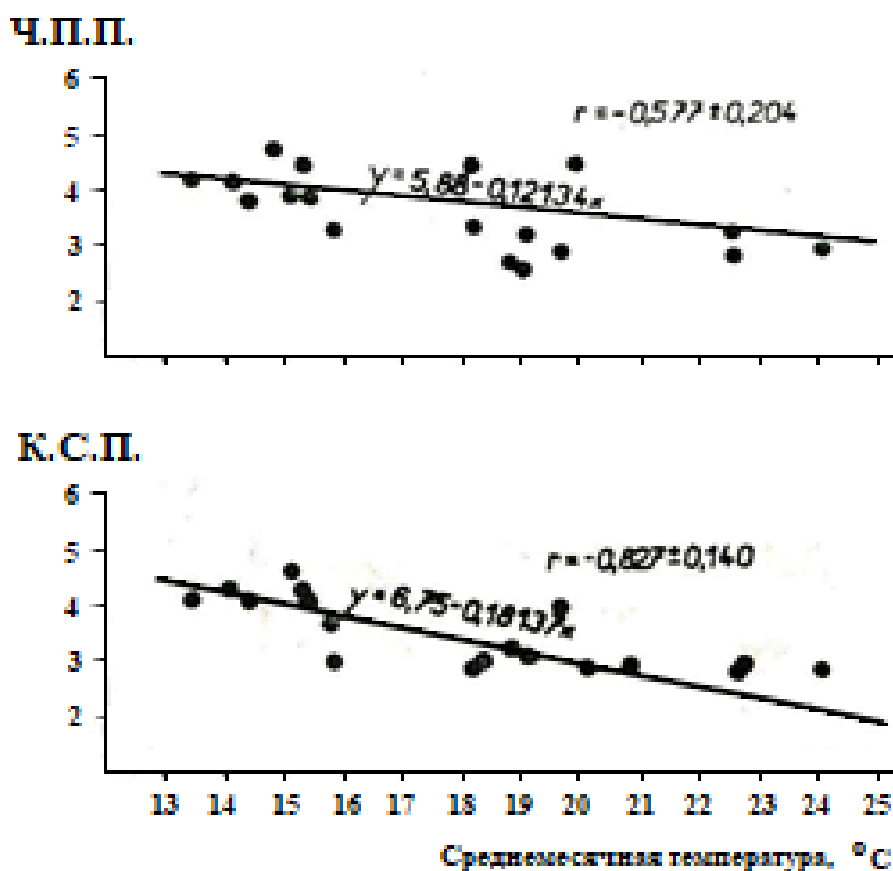 Ч.П.П.
6
r=-0,577±0,204
5
y=5,88-0,12134x
4
3
2
К.С.П.
6
r=-0,827±0,140
5
y=6,75-0,18137x
4
3
2
13 14 15 16 17 18 19 20 21 22 23 24 25
Среднемесячная температура, °С